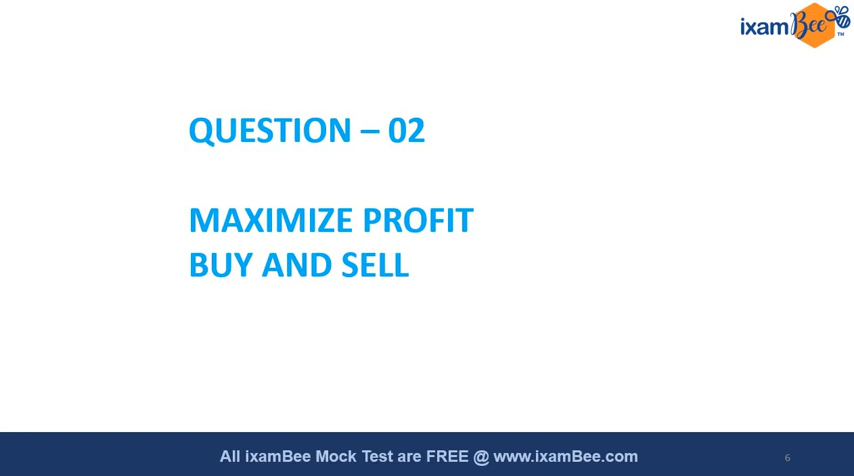 ixamBee TM
QUESTION – 02
MAXIMIZE PROFIT
BUY AND SELL
All ixamBee Mock Test are FREE @ www.ixamBee.com
6